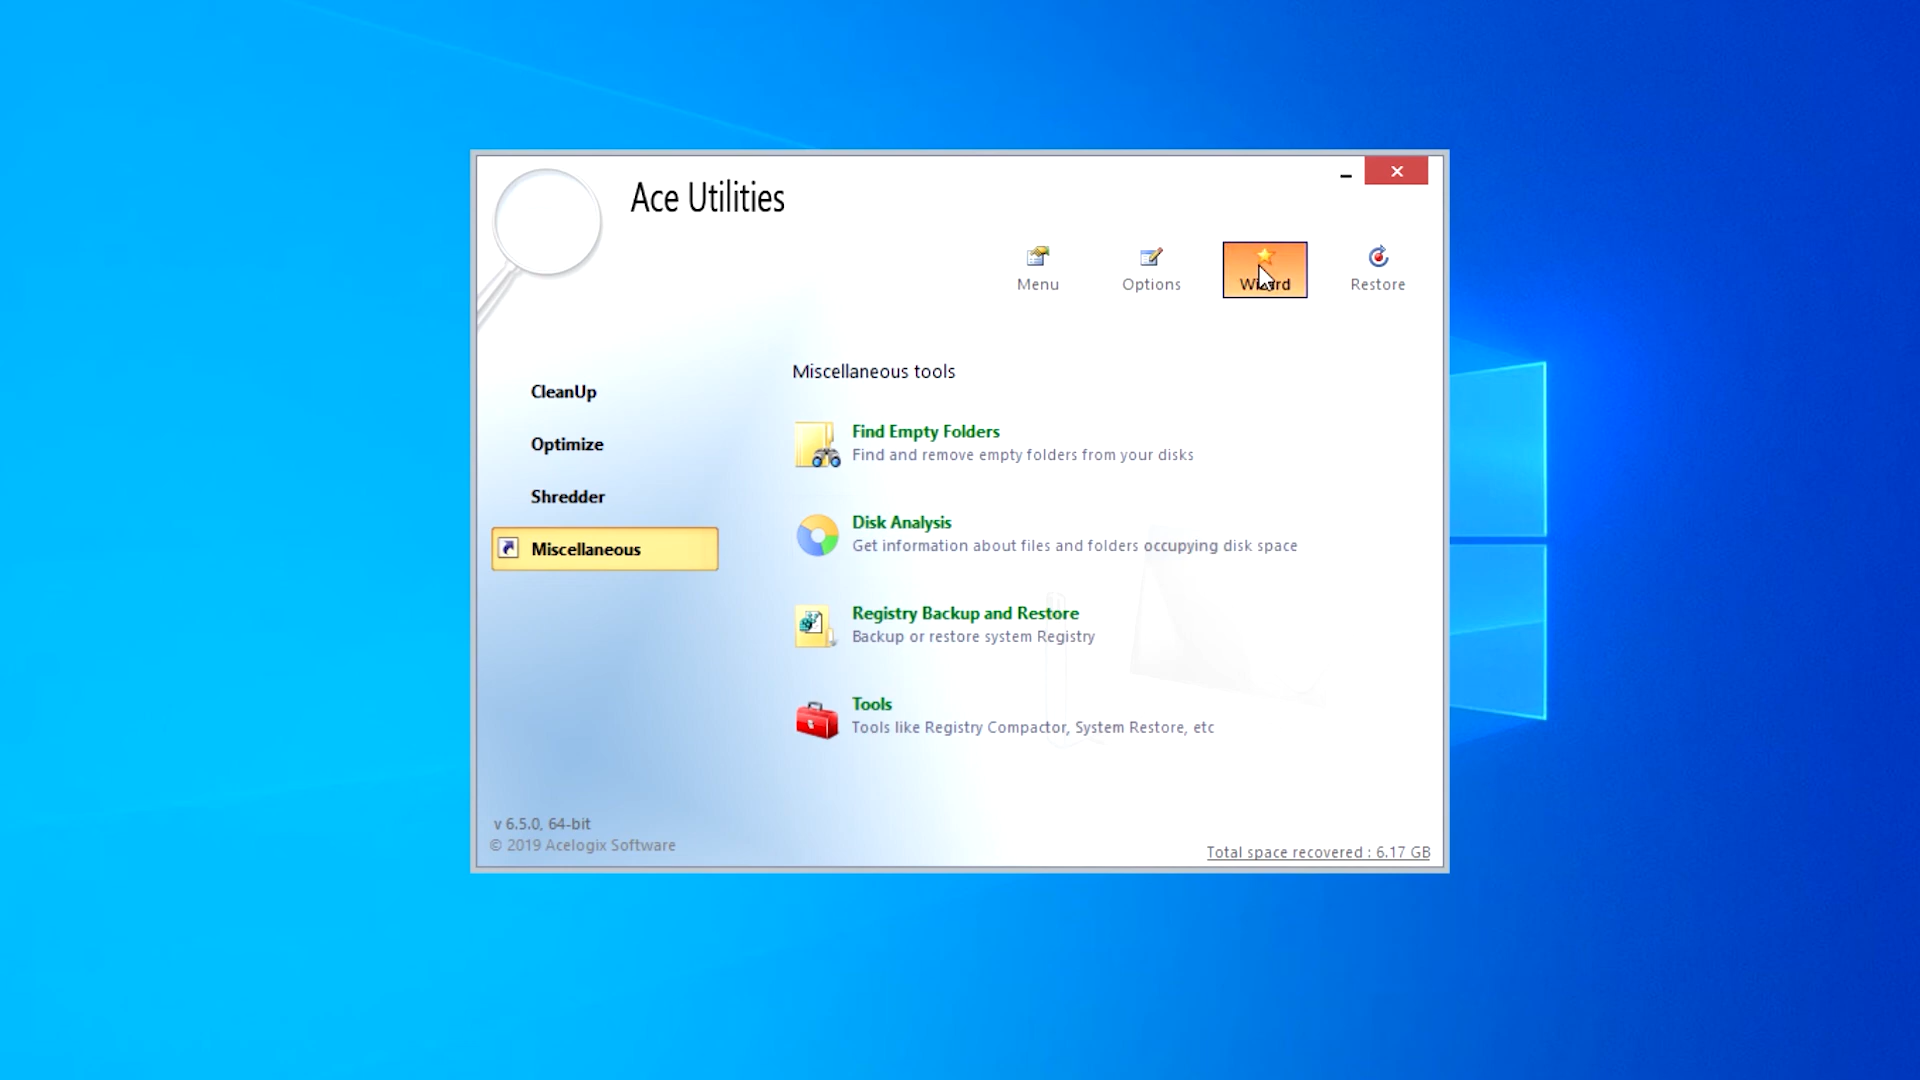 Ace Utilities
Menu
Options
Wizard
Restore
Miscellaneous tools
CleanUp
Optimize
Shredder
Miscellaneous
Find Empty Folders
Find and remove empty folders from your disks
Disk Analysis
Get information about files and folders occupying disk space
Registry Backup and Restore
Backup or restore system Registry
Tools
Tools like Registry Compactor, System Restore, etc
v 6.5.0, 64-bit
© 2019 Acelogix Software
Total space recovered : 6.17 GB